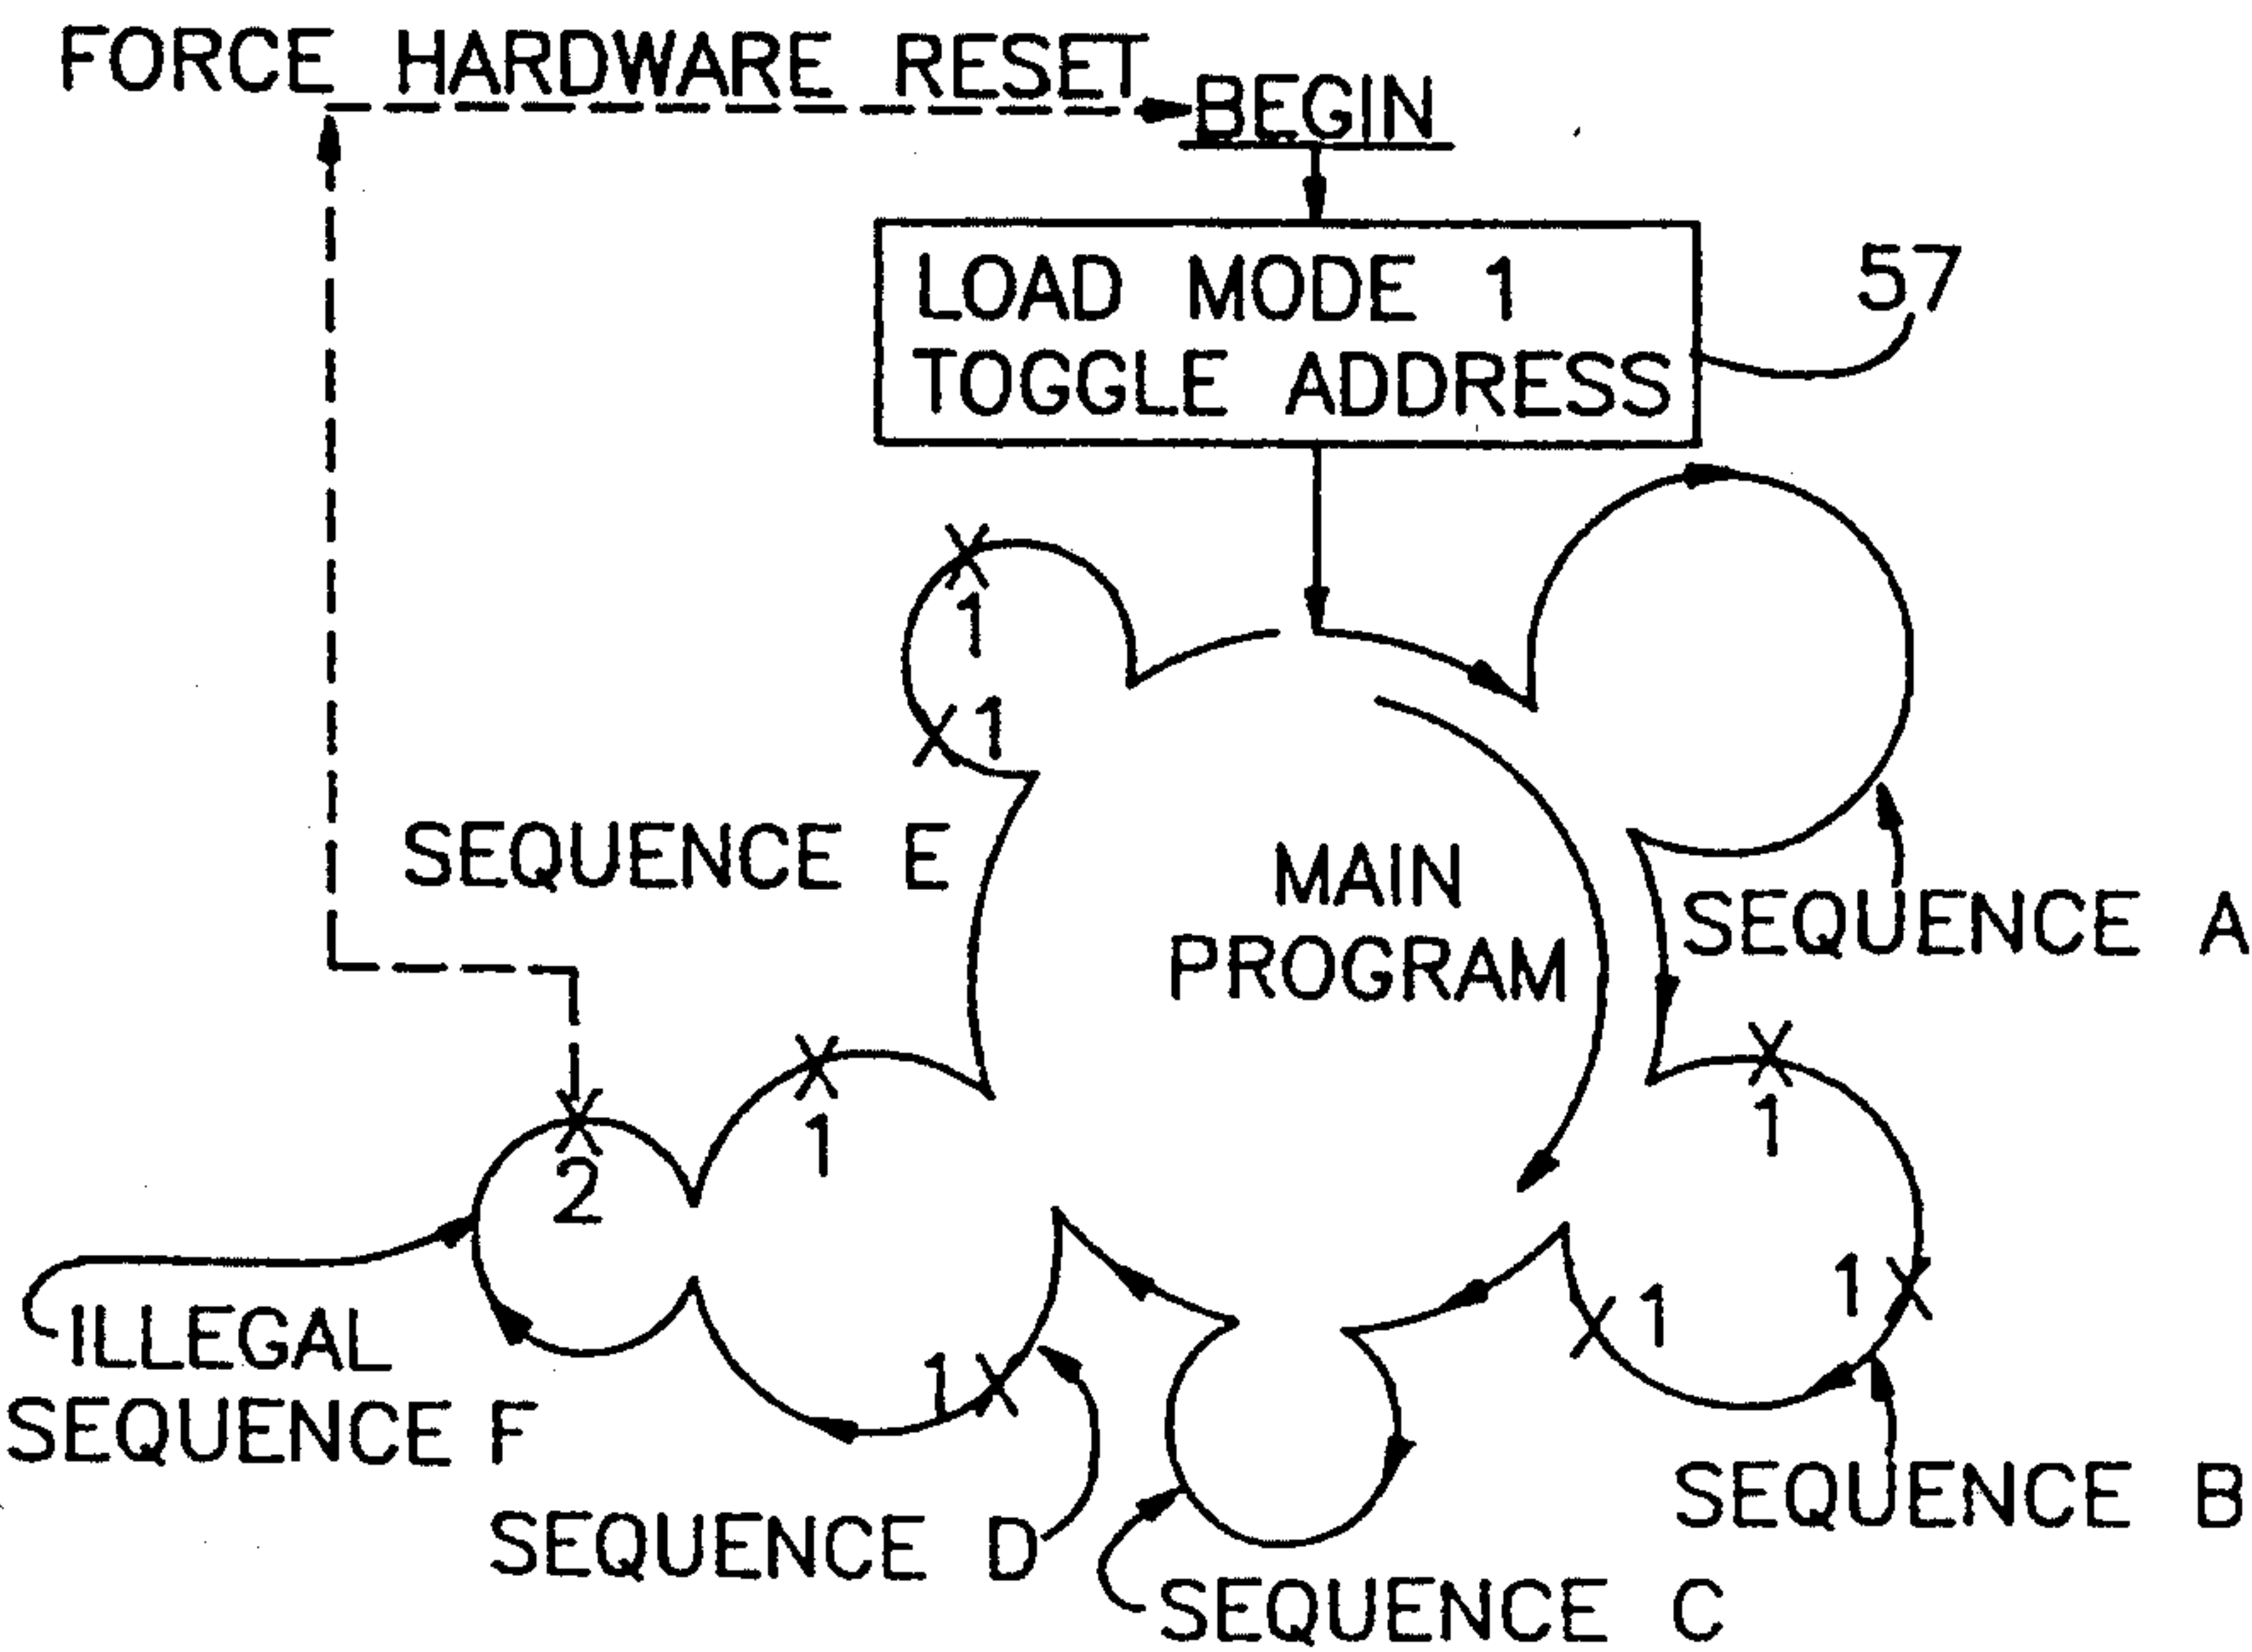 FORCE HARDWARE RESET
BEGIN
LOAD MODE 1
TOGGLE ADDRESS
57
1
1
SEQUENCE E
MAIN
PROGRAM
SEQUENCE A
1
1
2
1
1
1
ILLEGAL
SEQUENCE F
SEQUENCE D
SEQUENCE C
SEQUENCE B